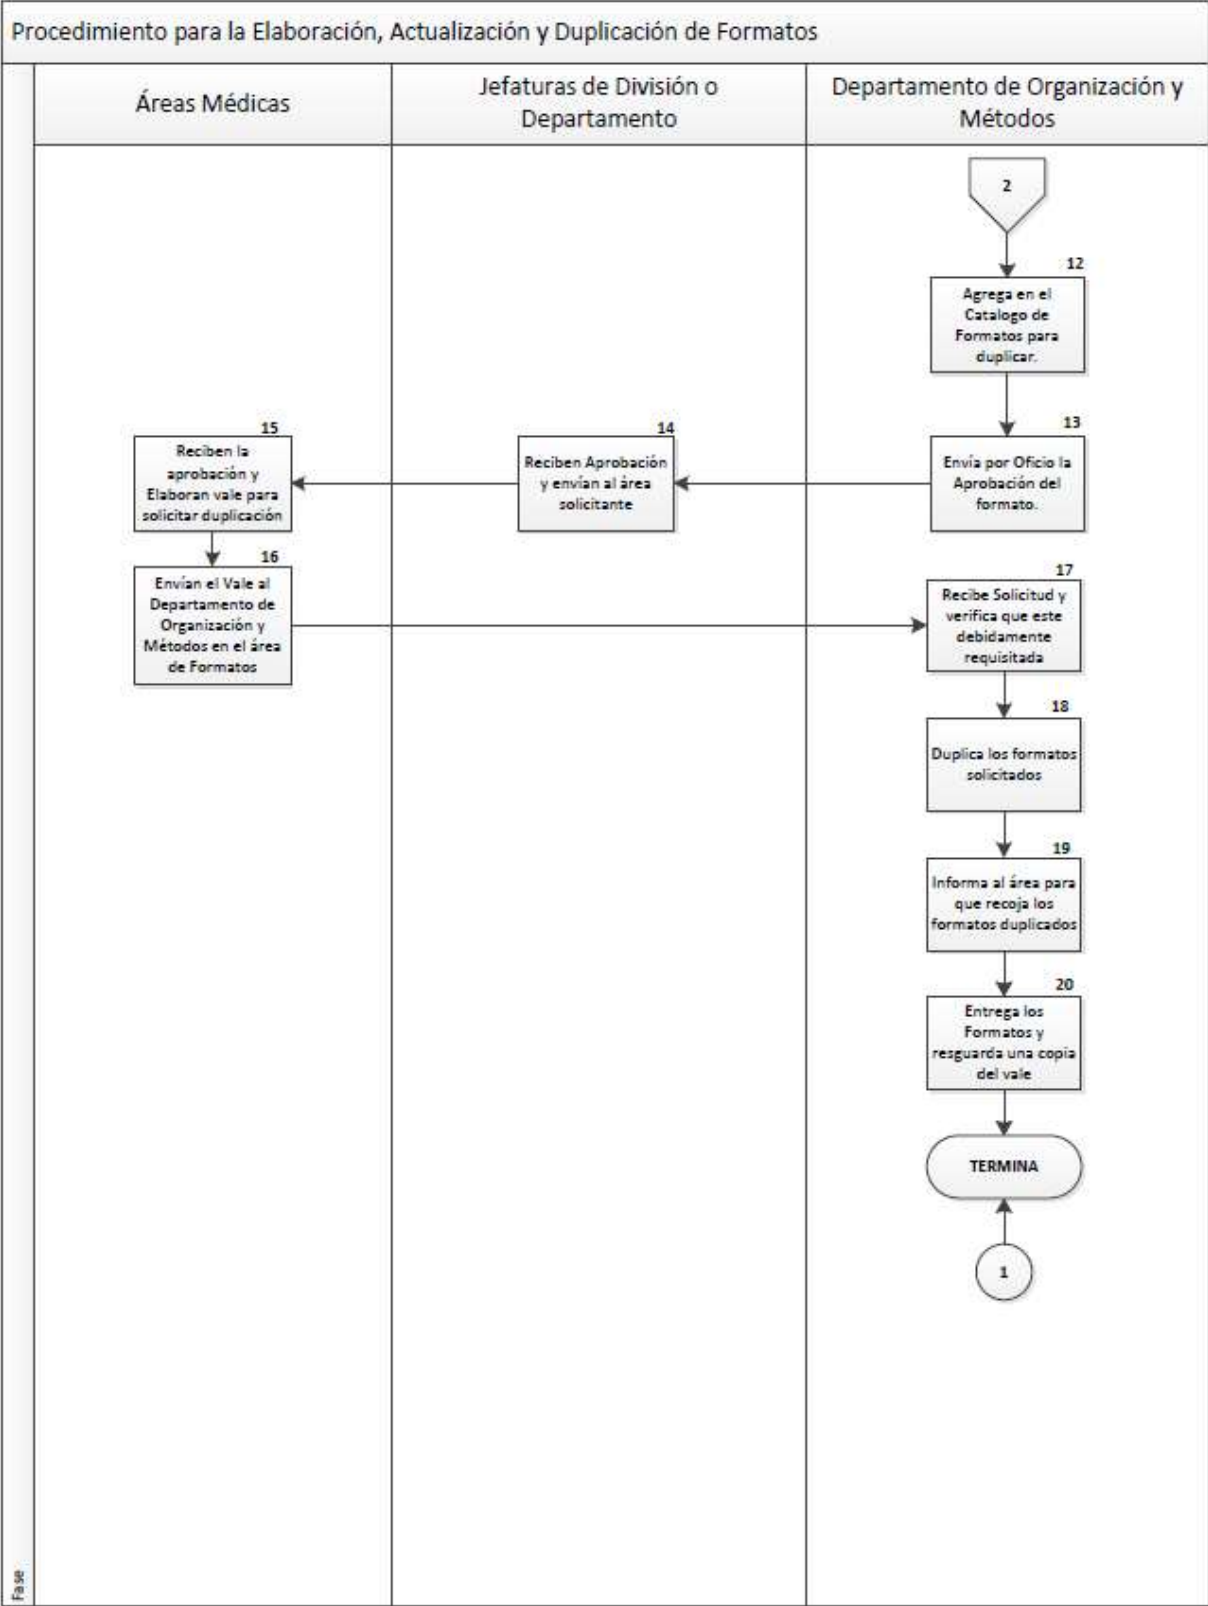 Procedimiento para la Elaboración, Actualización y Duplicación de Formatos
Áreas Médicas
Jefaturas de División o
Departamento
Departamento de Organización y
Métodos
2
12
Agrega en el
Catalogo de
Formatos para
duplicar.
13
Envía por Oficio la
Aprobación del
formato.
14
Reciben Aprobación
y envían al área
solicitante
15
Reciben la
aprobación y
Elaboran vale para
solicitar duplicación
16
Envían el Vale al
Departamento de
Organización y
Métodos en el área
de Formatos
17
Recibe Solicitud y
verifica que este
debidamente
requisitada
18
Duplica los formatos
solicitados
19
Informa al área para
que recoja los
formatos duplicados
20
Entrega los
Formatos y
resguarda una copia
del vale
TERMINA
1
Fase